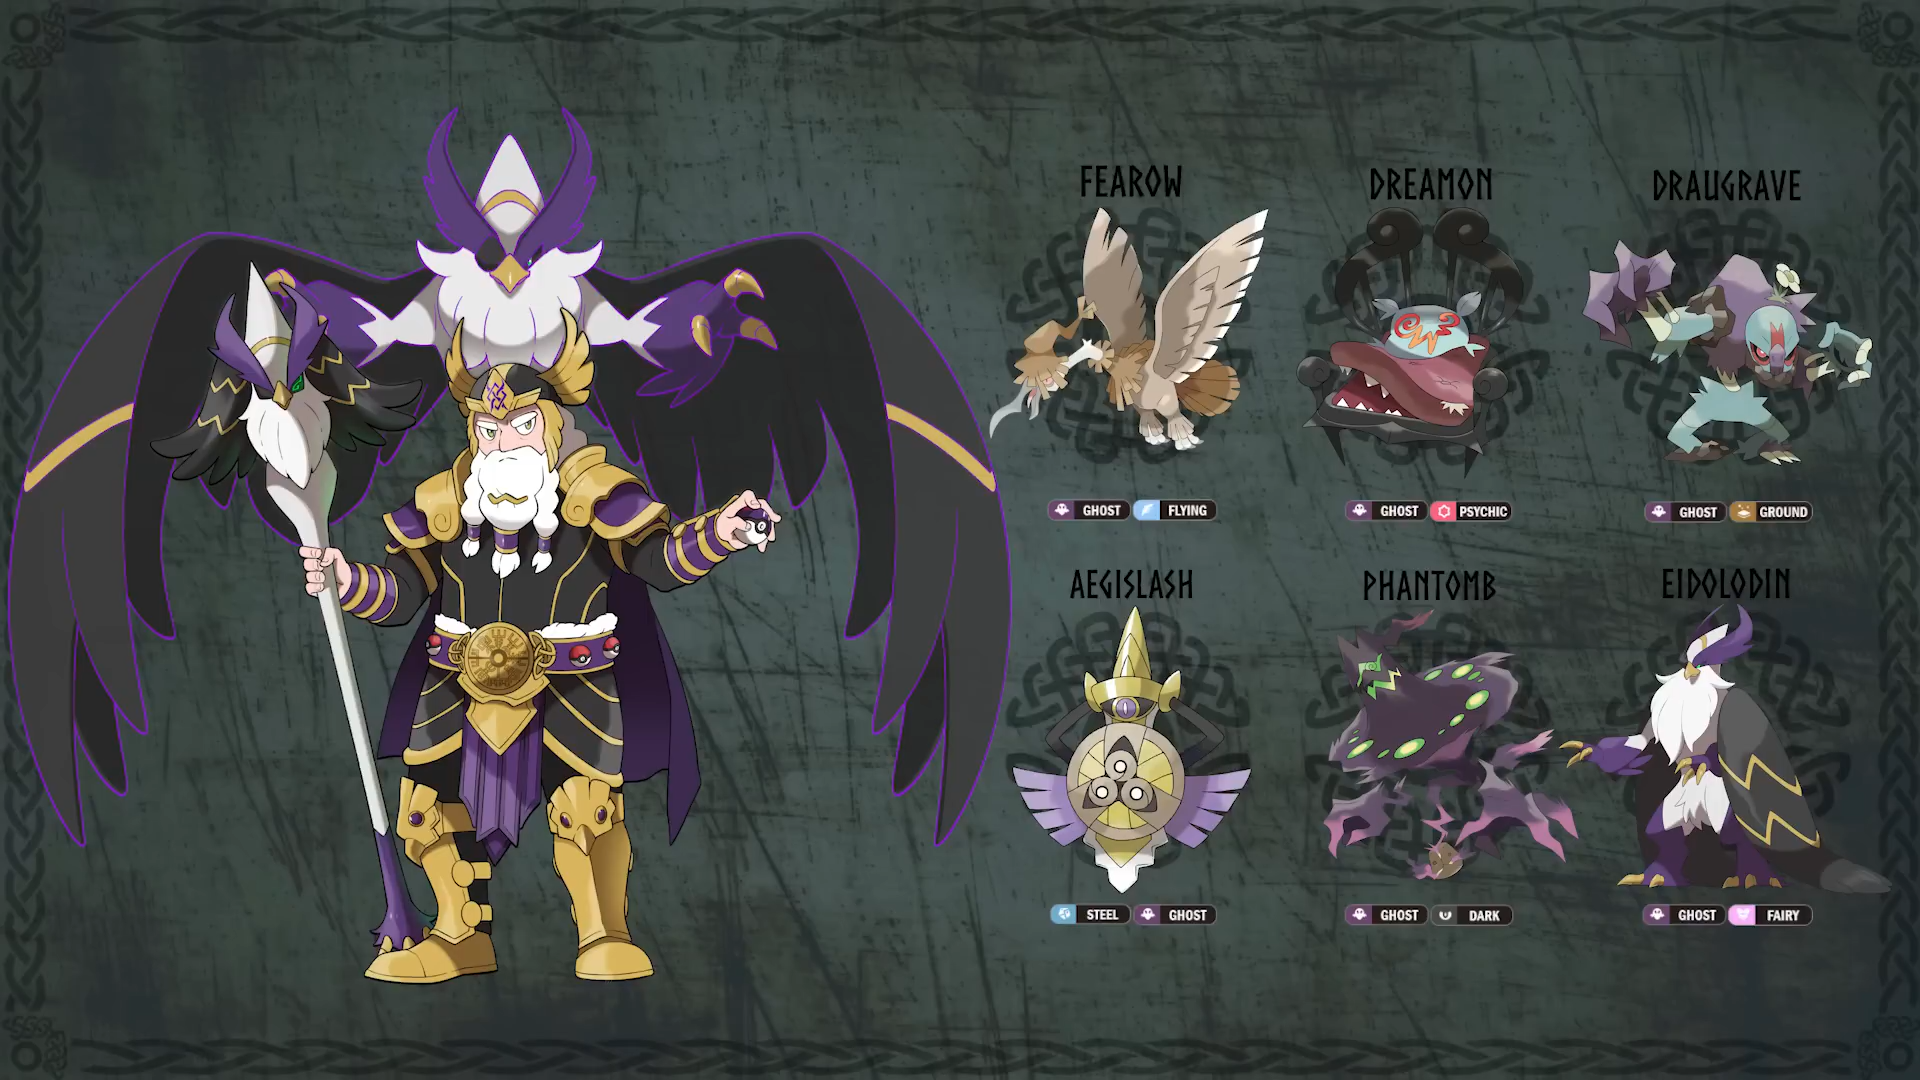 FEAROW
DREAMON
DRAUGRAVE
GHOST FLYING
GHOST PSYCHIC
GHOST GROUND
AEGISLASH
PHANTOMB
EIDOLODIN
STEEL GHOST
GHOST DARK
GHOST FAIRY